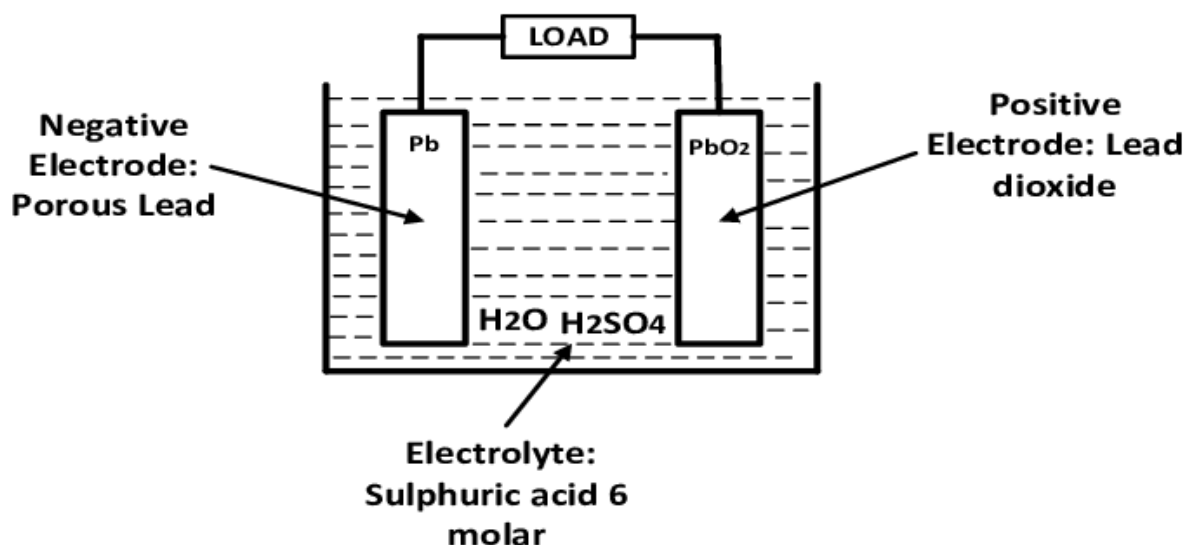 LOAD
Negative
Electrode:
Porous Lead
Pb
PbO2
Positive
Electrode: Lead
dioxide
H2O H2SO4
Electrolyte:
Sulphuric acid 6
molar